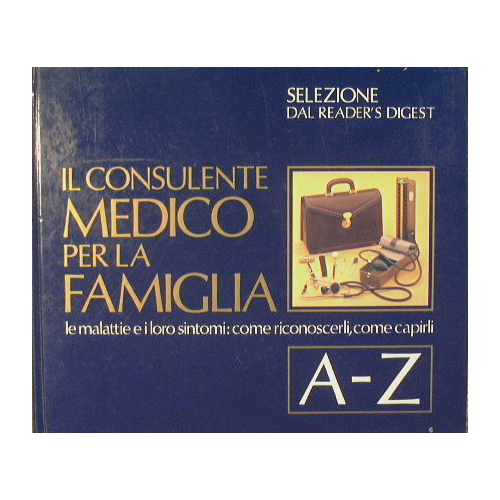 SELEZIONE
DAL READER'S DIGEST
IL CONSULENTE
MEDICO
PER LA
FAMIGLIA
le malattie e i loro sintomi: come riconoscerli, come capirli
A-Z